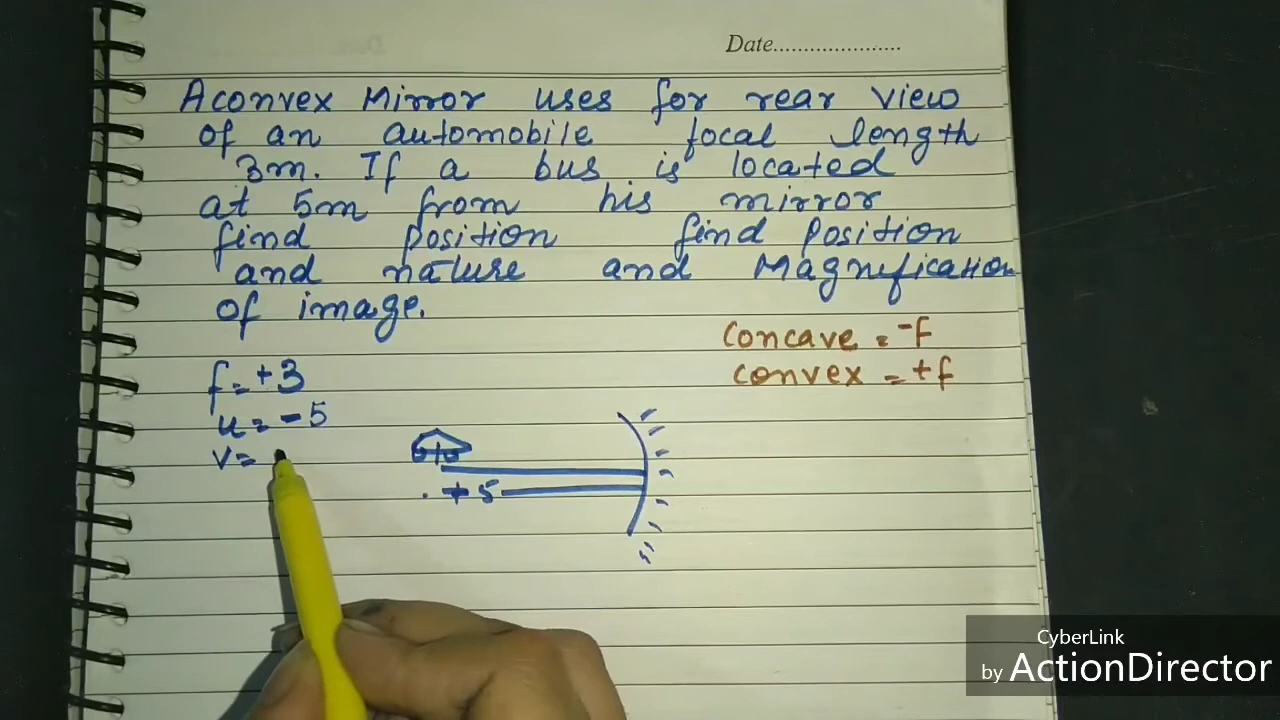 Date.....................
Aconvex Mirror uses for rear view
of an automobile focal length
3m. If a bus is located
at 5m from his mirror
find position find position
and nature and Magnification
of image.
concave = -f
convex = +f
f = +3
u = - 5
v =
5
CyberLink
by ActionDirector